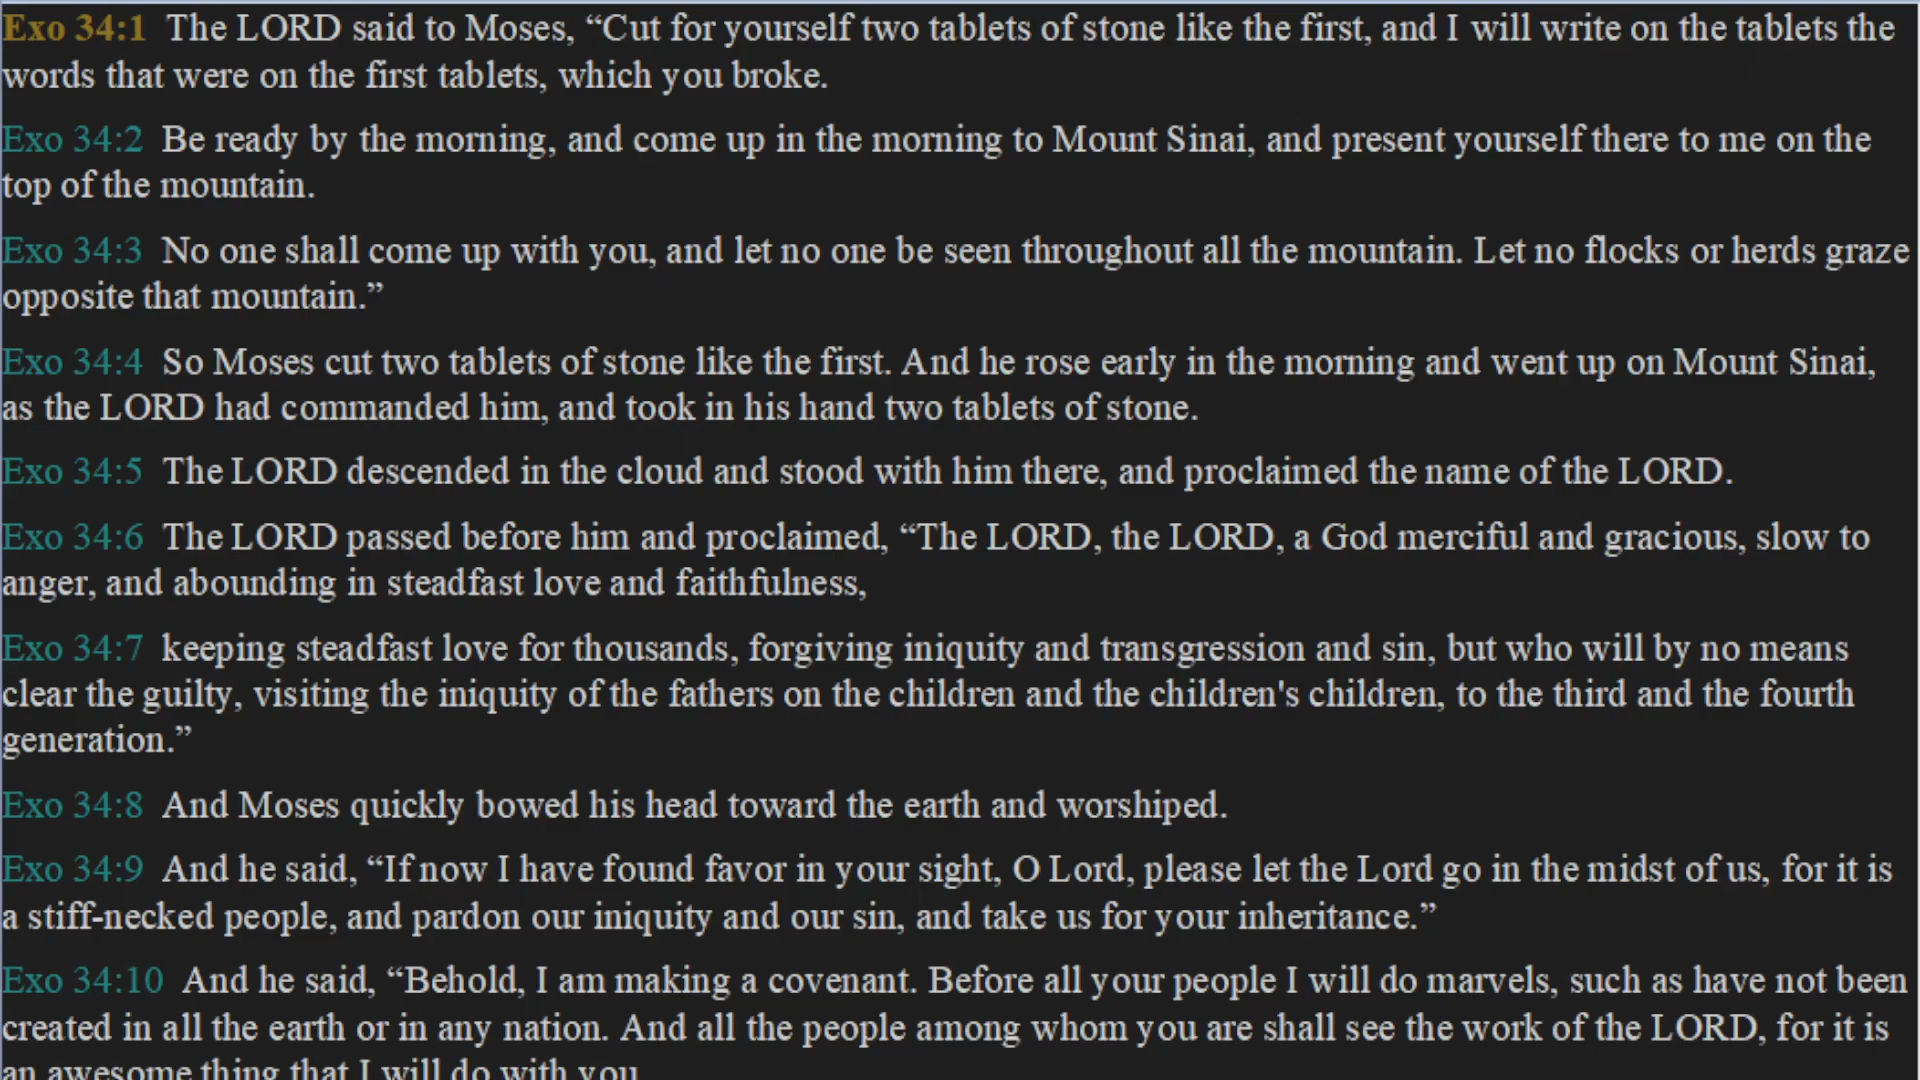 Exo 34:1 The LORD said to Moses, “Cut for yourself two tablets of stone like the first, and I will write on the tablets the
words that were on the first tablets, which you broke.
Exo 34:2 Be ready by the morning, and come up in the morning to Mount Sinai, and present yourself there to me on the
top of the mountain.
Exo 34:3 No one shall come up with you, and let no one be seen throughout all the mountain. Let no flocks or herds graze
opposite that mountain.”
Exo 34:4 So Moses cut two tablets of stone like the first. And he rose early in the morning and went up on Mount Sinai,
as the LORD had commanded him, and took in his hand two tablets of stone.
Exo 34:5 The LORD descended in the cloud and stood with him there, and proclaimed the name of the LORD.
Exo 34:6 The LORD passed before him and proclaimed, “The LORD, the LORD, a God merciful and gracious, slow to
anger, and abounding in steadfast love and faithfulness,
Exo 34:7 keeping steadfast love for thousands, forgiving iniquity and transgression and sin, but who will by no means
clear the guilty, visiting the iniquity of the fathers on the children and the children's children, to the third and the fourth
generation.”
Exo 34:8 And Moses quickly bowed his head toward the earth and worshiped.
Exo 34:9 And he said, “If now I have found favor in your sight, O Lord, please let the Lord go in the midst of us, for it is
a stiff-necked people, and pardon our iniquity and our sin, and take us for your inheritance.”
Exo 34:10 And he said, “Behold, I am making a covenant. Before all your people I will do marvels, such as have not been
created in all the earth or in any nation. And all the people among whom you are shall see the work of the LORD, for it is
an awesome thing that I will do with you